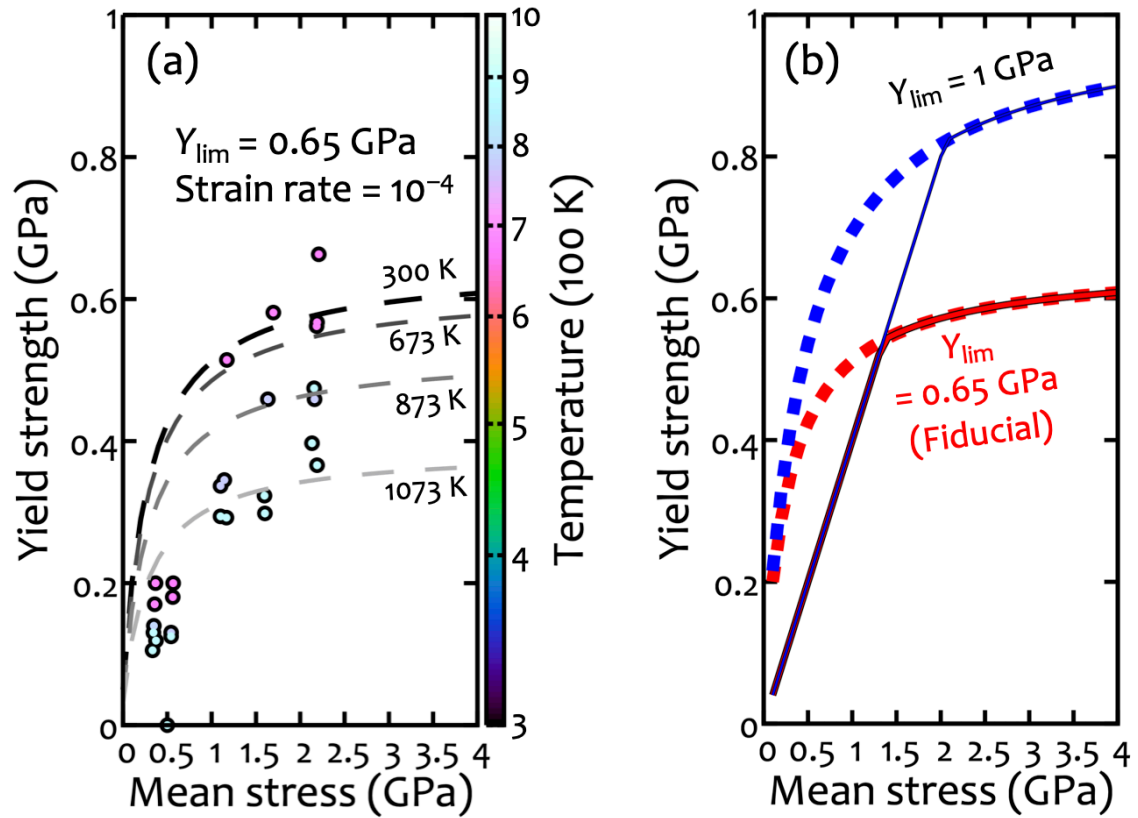 (a)
Y_lim = 0.65 GPa
Strain rate = 10⁻⁴
300 K
673 K
873 K
1073 K
Yield strength (GPa)
1
0.8
0.6
0.4
0.2
0
0 0.5 1 1.5 2 2.5 3 3.5 4
Mean stress (GPa)
10
9
8
7
6
5
4
3
Temperature (100 K)
(b)
Y_lim = 1 GPa
Y_lim
= 0.65 GPa
(Fiducial)
Yield strength (GPa)
1
0.8
0.6
0.4
0.2
0
0 0.5 1 1.5 2 2.5 3 3.5 4
Mean stress (GPa)